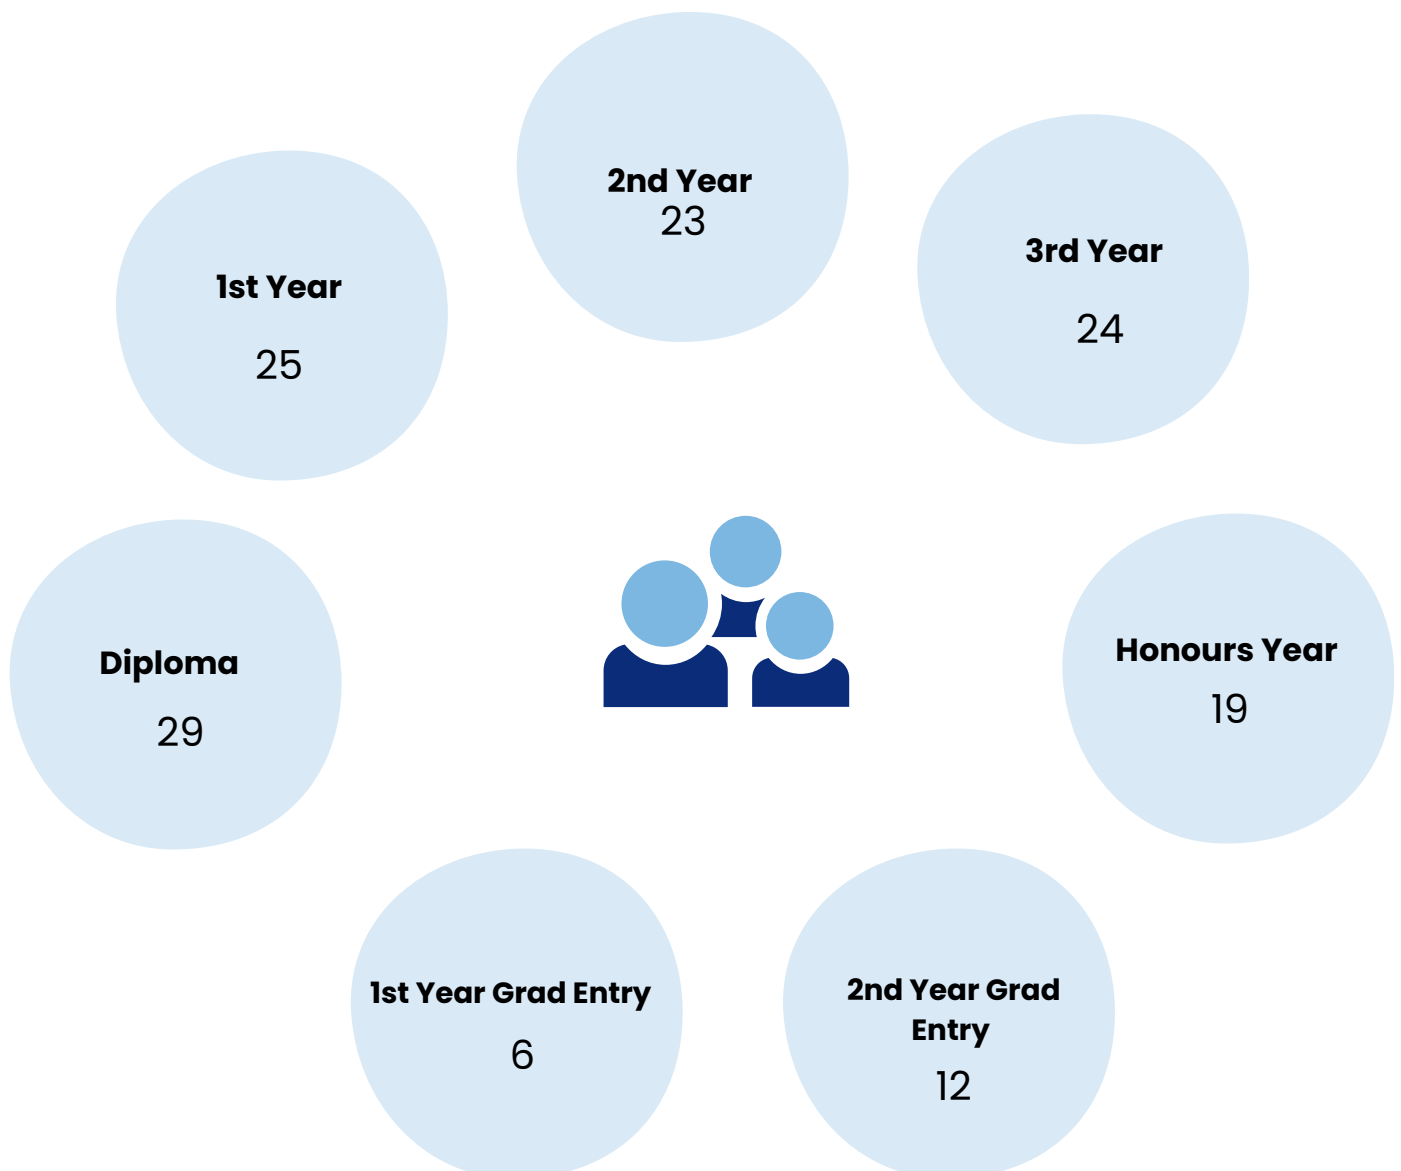 2nd Year
23
3rd Year
24
1st Year
25
Diploma
29
Honours Year
19
1st Year Grad Entry
6
2nd Year Grad
Entry
12